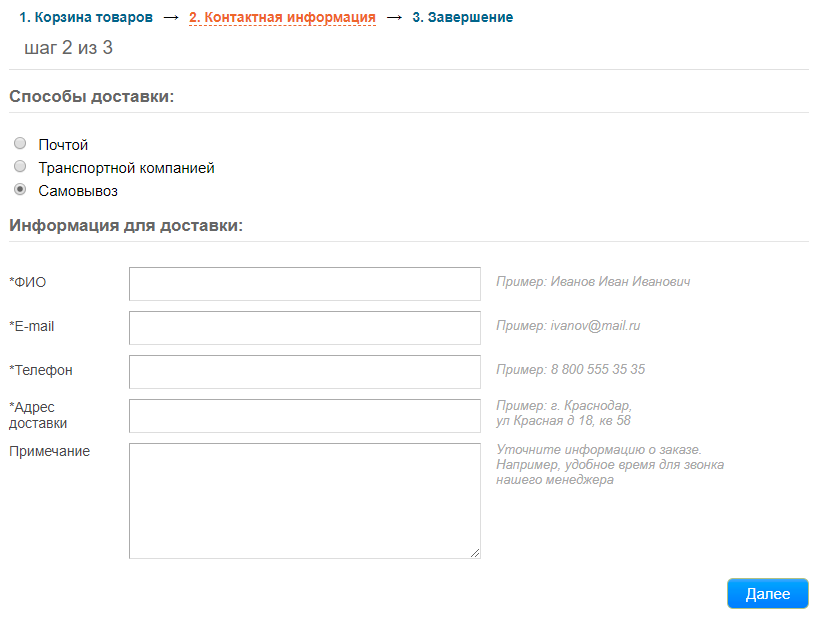 1. Корзина товаров → 2. Контактная информация → 3. Завершение
шаг 2 из 3
Способы доставки:
Почтой
Транспортной компанией
Самовывоз
Информация для доставки:
*ФИО
Пример: Иванов Иван Иванович
*E-mail
Пример: ivanov@mail.ru
*Телефон
Пример: 8 800 555 35 35
*Адрес
доставки
Пример: г. Краснодар,
ул Красная д 18, кв 58
Примечание
Уточните информацию о заказе.
Например, удобное время для звонка
нашего менеджера
Далее